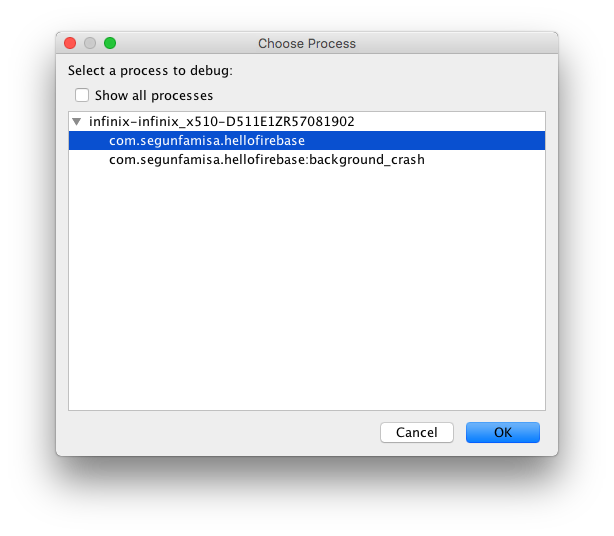 Choose Process
Select a process to debug:
Show all processes
infinix-infinix_x510-D511E1ZR57081902
com.segunfamisa.hellofirebase
com.segunfamisa.hellofirebase:background_crash
Cancel
OK